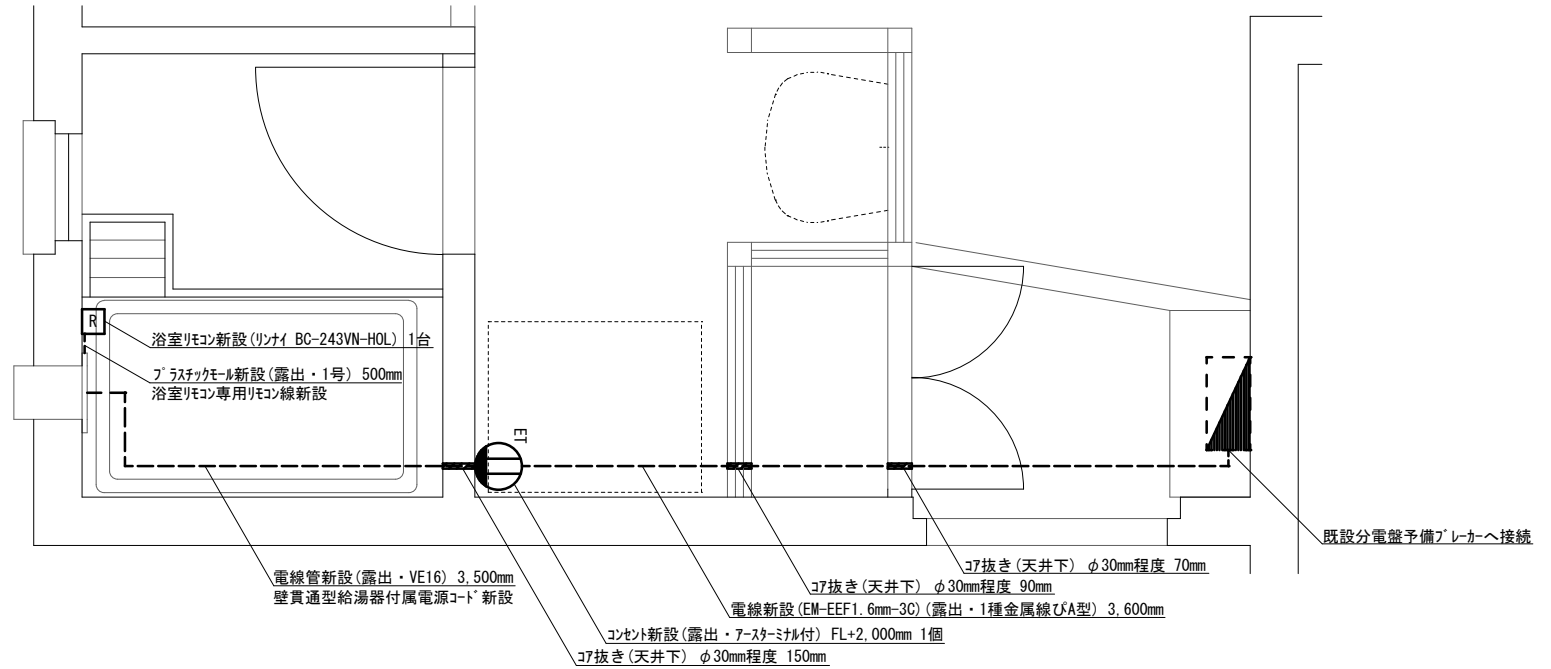 R
浴室リモコン新設(リンナイ BC-243VN-HOL) 1台
プラスチックモール新設(露出・1号) 500mm
浴室リモコン専用リモコン線新設
ET
既設分電盤予備ブレーカーへ接続
コア抜き(天井下) φ30mm程度 70mm
電線管新設(露出・VE16) 3,500mm
壁貫通型給湯器付属電源コード新設
コア抜き(天井下) φ30mm程度 90mm
電線新設(EM-EEF1.6mm-3C)(露出・1種金属線ぴA型) 3,600mm
コンセント新設(露出・アースターミナル付) FL+2,000mm 1個
コア抜き(天井下) φ30mm程度 150mm